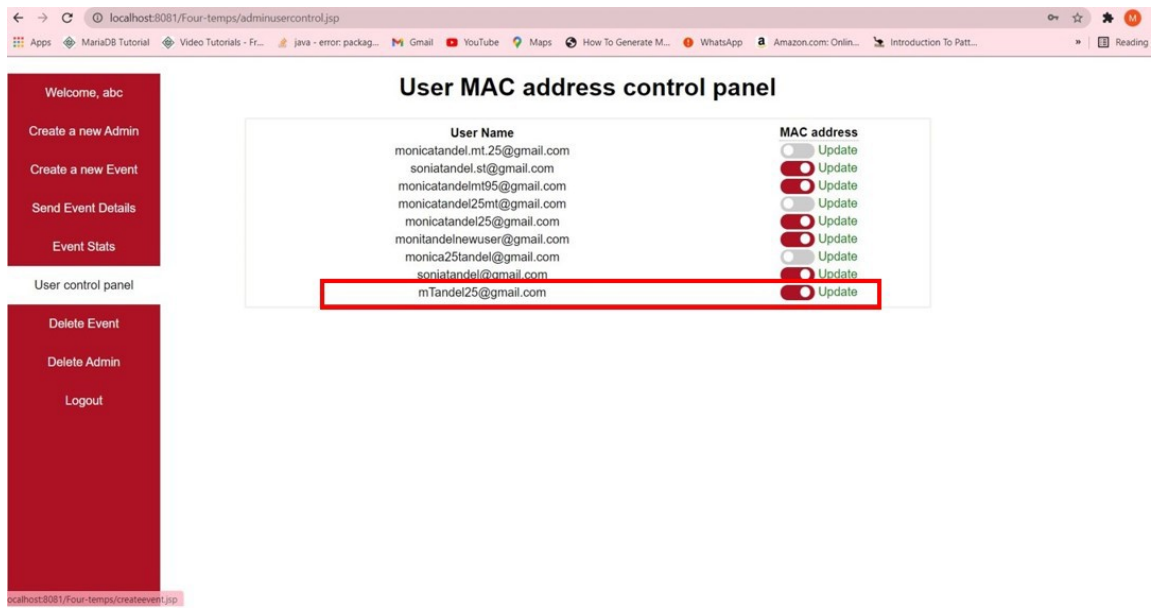 localhost:8081/Four-temps/adminusercontrol.jsp
M
Apps MariaDB Tutorial Video Tutorials - Fr... java - error: packag... Gmail YouTube Maps How To Generate M... WhatsApp Amazon.com: Onlin... Introduction To Patt... » Reading
User MAC address control panel
Welcome, abc
Create a new Admin
Create a new Event
Send Event Details
Event Stats
User control panel
Delete Event
Delete Admin
Logout
User Name MAC address
monicatandel.mt.25@gmail.com Update
soniatandel.st@gmail.com Update
monicatandelmt95@gmail.com Update
monicatandel25mt@gmail.com Update
monicatandel25@gmail.com Update
monitandelnewuser@gmail.com Update
monica25tandel@gmail.com Update
soniatandel@gmail.com Update
mTandel25@gmail.com Update
ocalhost:8081/Four-temps/createevent.jsp